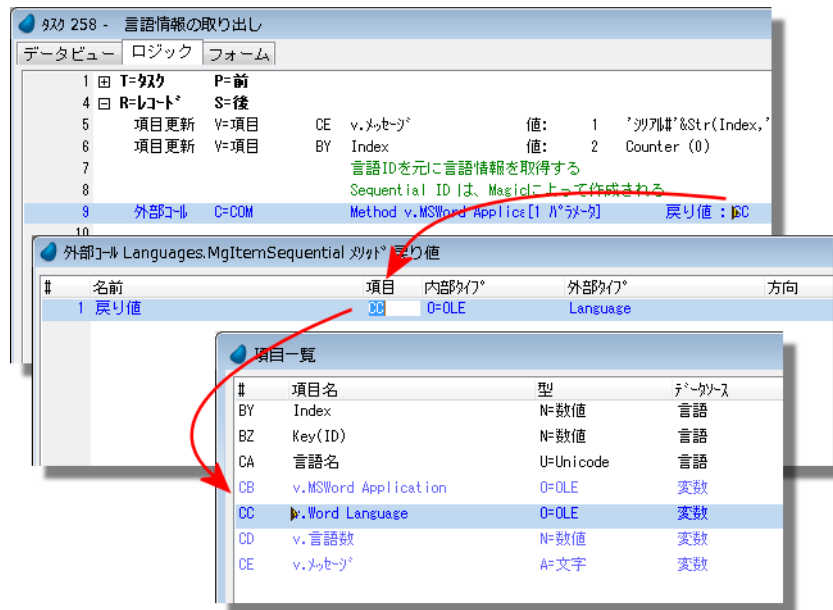 ﾀｽｸ 258 - 言語情報の取り出し
データビュー ロジック フォーム
1 T=ﾀｽｸ P=前
4 R=ﾚｺｰﾄﾞ S=後
5 項目更新 V=項目 CE v.ﾒｯｾｰｼﾞ 値: 1 'ｼﾘｱﾙ#'&Str(Index,'
6 項目更新 V=項目 BY Index 値: 2 Counter (0)
7 言語IDを元に言語情報を取得する
8 Sequential ID は、Magicによって作成される
9 外部ｺｰﾙ C=COM Method v.MSWord Applica[1 ﾊﾟﾗﾒｰﾀ] 戻り値：CC
10
外部ｺｰﾙ Languages.MgItemSequential ﾒｿｯﾄﾞ 戻り値
# 名前 項目 内部ﾀｲﾌﾟ 外部ﾀｲﾌﾟ 方向
1 戻り値 CC O=OLE Language
項目一覧
# 項目名 型 ﾃﾞｰﾀｿｰｽ
BY Index N=数値 言語
BZ Key(ID) N=数値 言語
CA 言語名 U=Unicode 言語
CB v.MSWord Application O=OLE 変数
CC v.Word Language O=OLE 変数
CD v.言語数 N=数値 変数
CE v.ﾒｯｾｰｼﾞ A=文字 変数